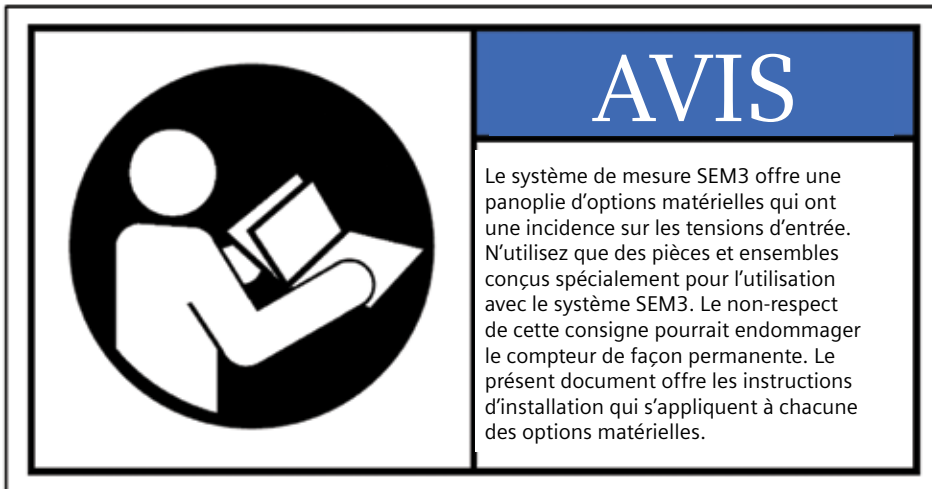 AVIS
Le système de mesure SEM3 offre une
panoplie d’options matérielles qui ont
une incidence sur les tensions d’entrée.
N’utilisez que des pièces et ensembles
conçus spécialement pour l’utilisation
avec le système SEM3. Le non-respect
de cette consigne pourrait endommager
le compteur de façon permanente. Le
présent document offre les instructions
d’installation qui s’appliquent à chacune
des options matérielles.